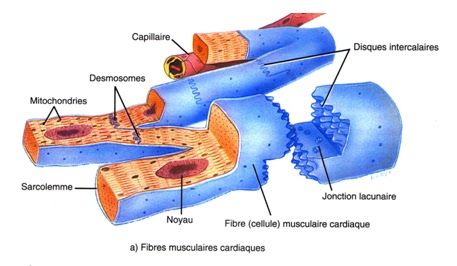 Capillaire
Disques intercalaires
Desmosomes
Mitochondries
Sarcolemme
Jonction lacunaire
Noyau
Fibre (cellule) musculaire cardiaque
a) Fibres musculaires cardiaques